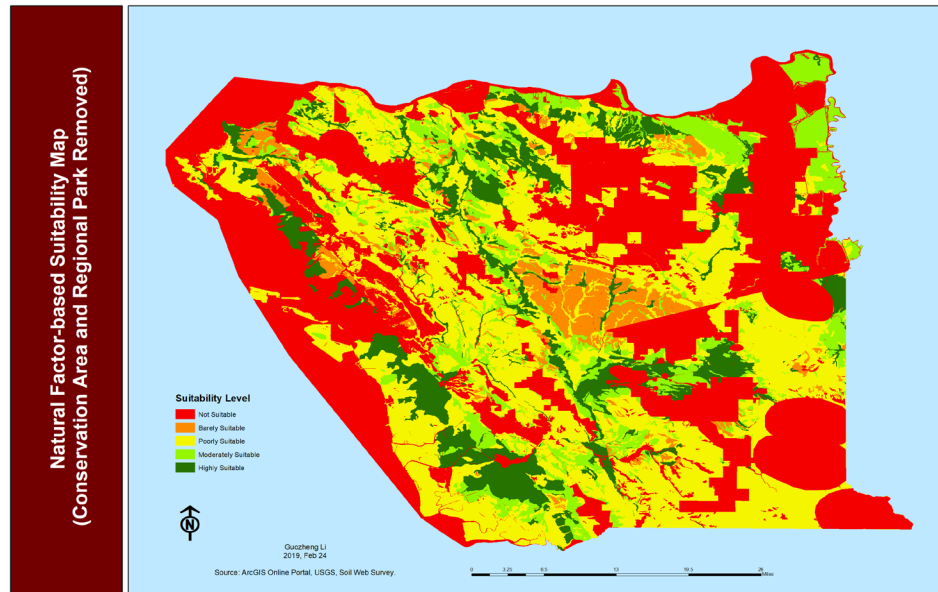 Natural Factor-based Suitability Map
(Conservation Area and Regional Park Removed)
Suitability Level
Not Suitable
Barely Suitable
Poorly Suitable
Moderately Suitable
Highly Suitable
N
Guozheng Li
2019, Feb 24
Source: ArcGIS Online Portal, USGS, Soil Web Survey.
0 3.25 6.5 13 19.5 26
Miles